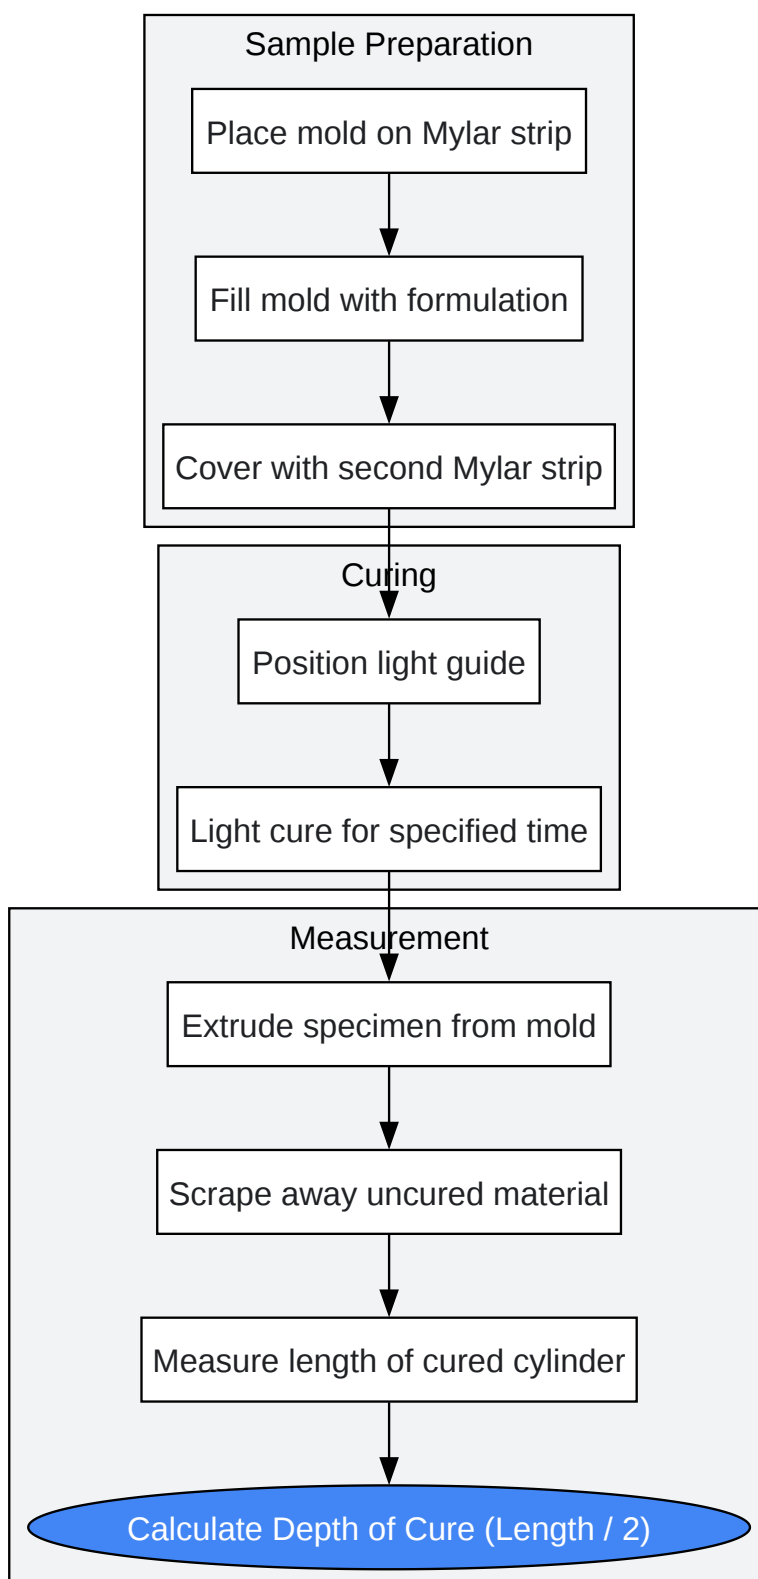 Sample Preparation
Place mold on Mylar strip
Fill mold with formulation
Cover with second Mylar strip
Curing
Position light guide
Light cure for specified time
Measurement
Extrude specimen from mold
Scrape away uncured material
Measure length of cured cylinder
Calculate Depth of Cure (Length / 2)